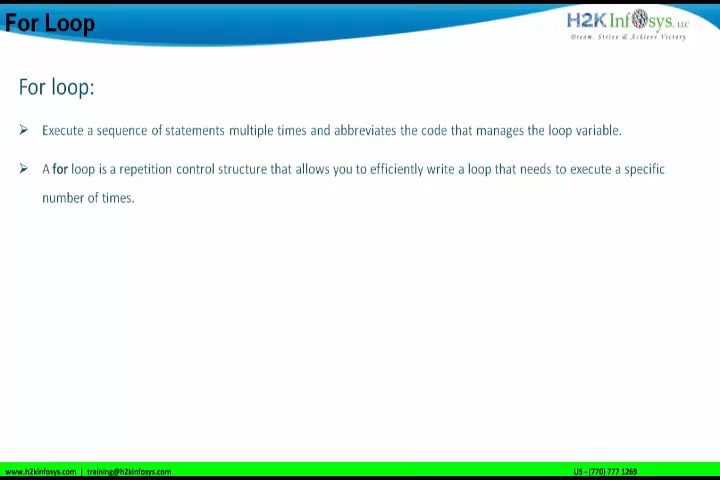 For Loop
H2K Infosys, LLC
Dream, Strive & Achieve Victory
For loop:
➢ Execute a sequence of statements multiple times and abbreviates the code that manages the loop variable.
➢ A for loop is a repetition control structure that allows you to efficiently write a loop that needs to execute a specific
number of times.
www.h2kinfosys.com | training@h2kinfosys.com
US - (770) 777 1269